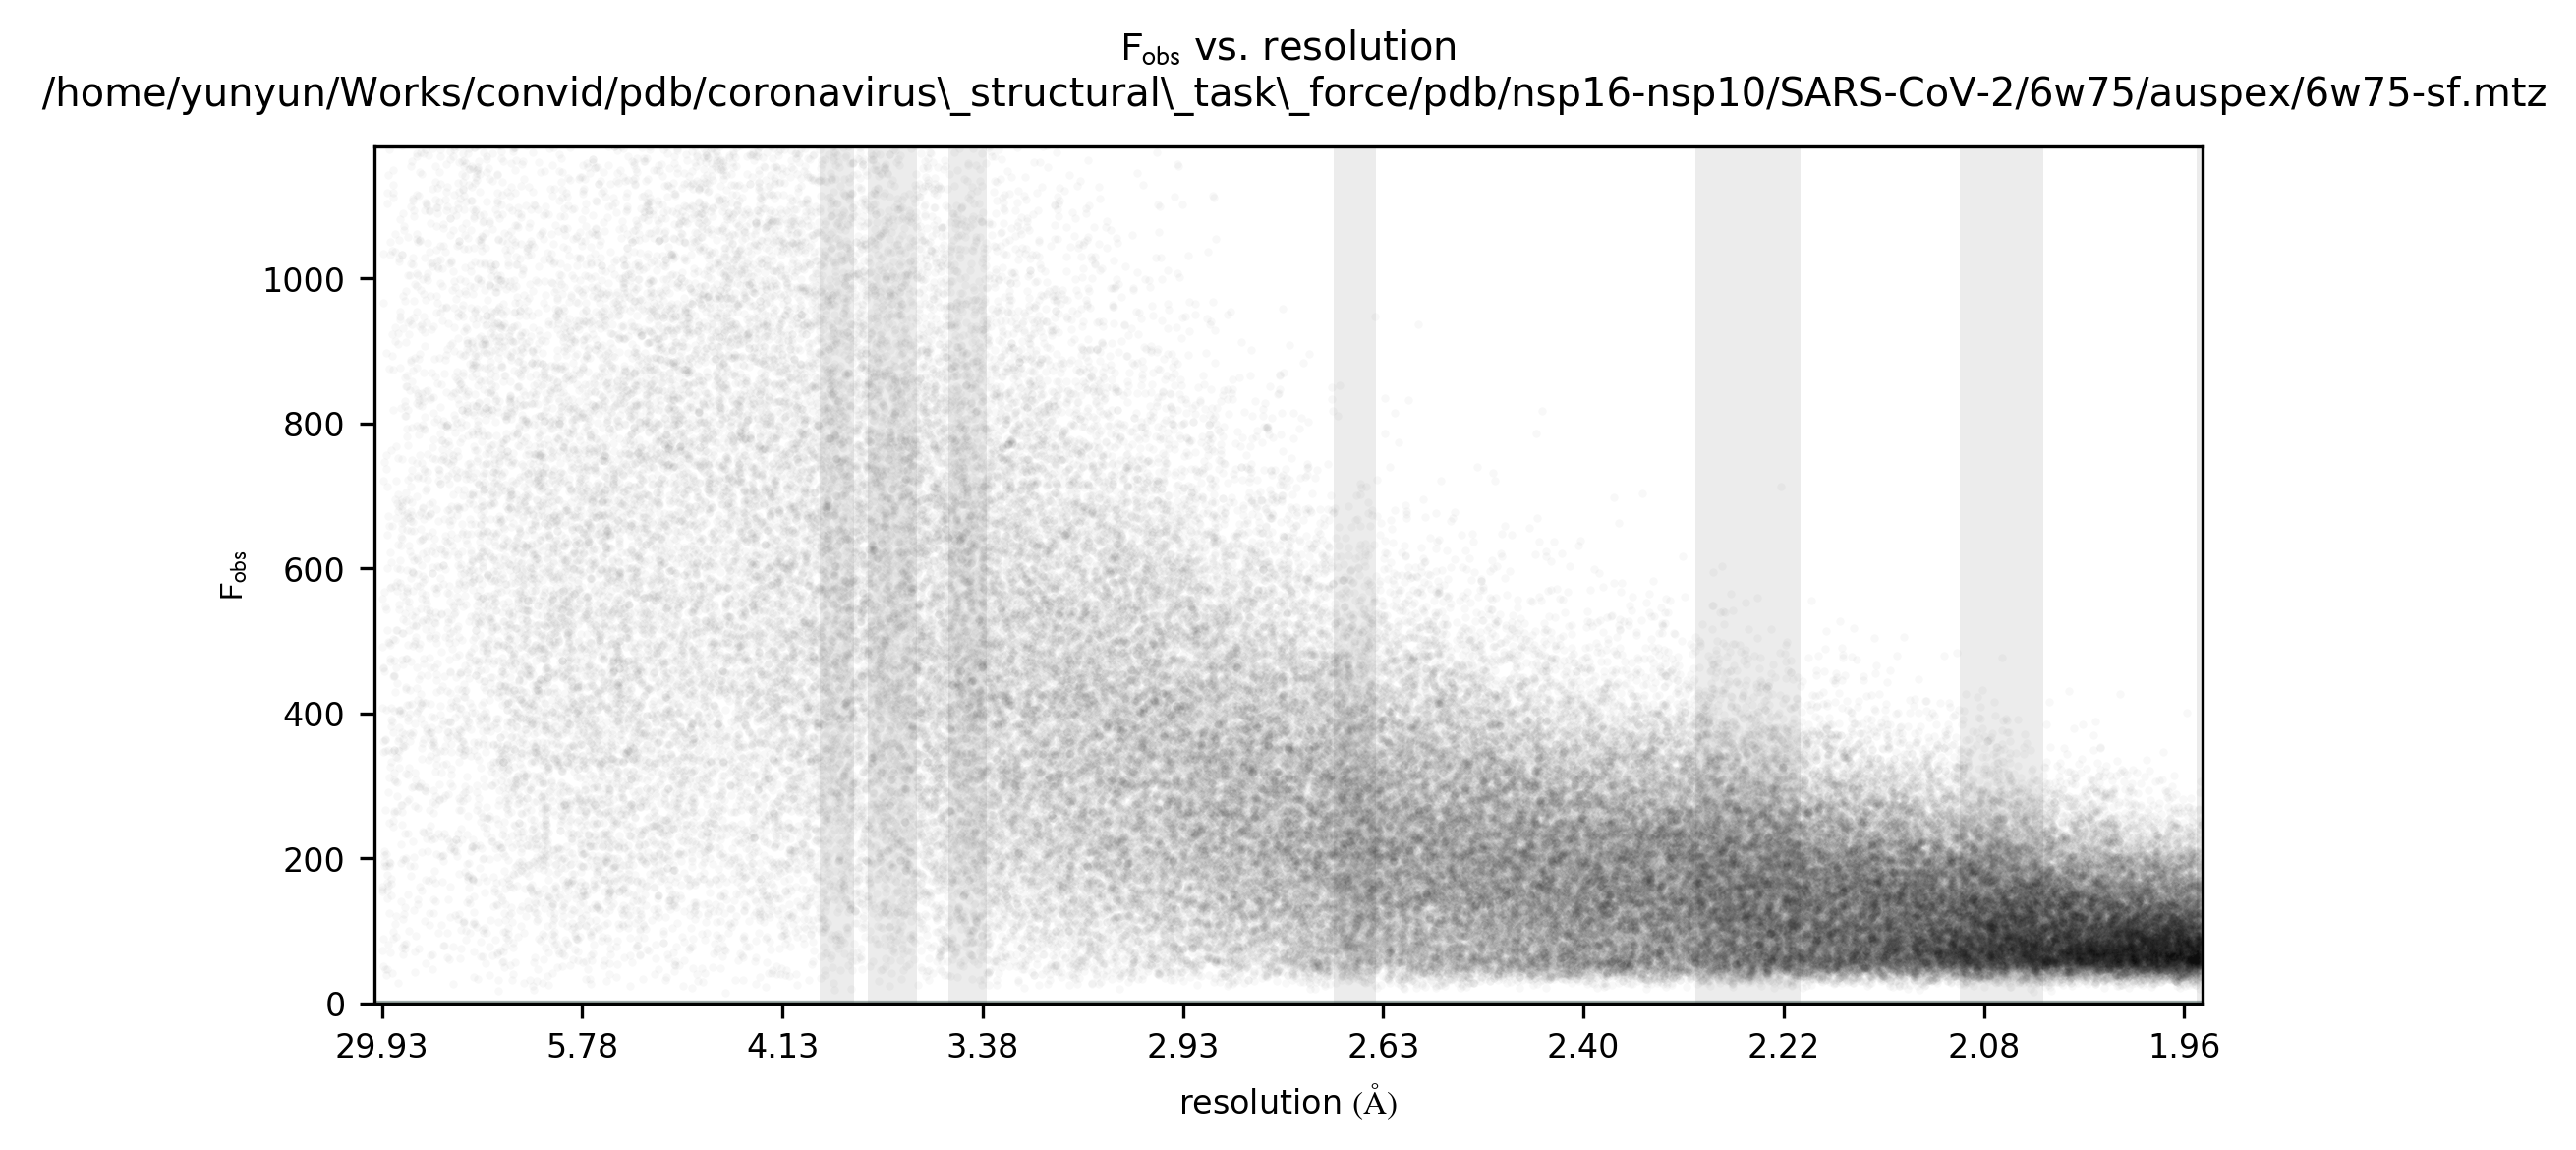 Fobs vs. resolution
/home/yunyun/Works/convid/pdb/coronavirus\_structural\_task\_force/pdb/nsp16-nsp10/SARS-CoV-2/6w75/auspex/6w75-sf.mtz
1000
800
600
400
200
0
Fobs
29.93 5.78 4.13 3.38 2.93 2.63 2.40 2.22 2.08 1.96
resolution (Å)